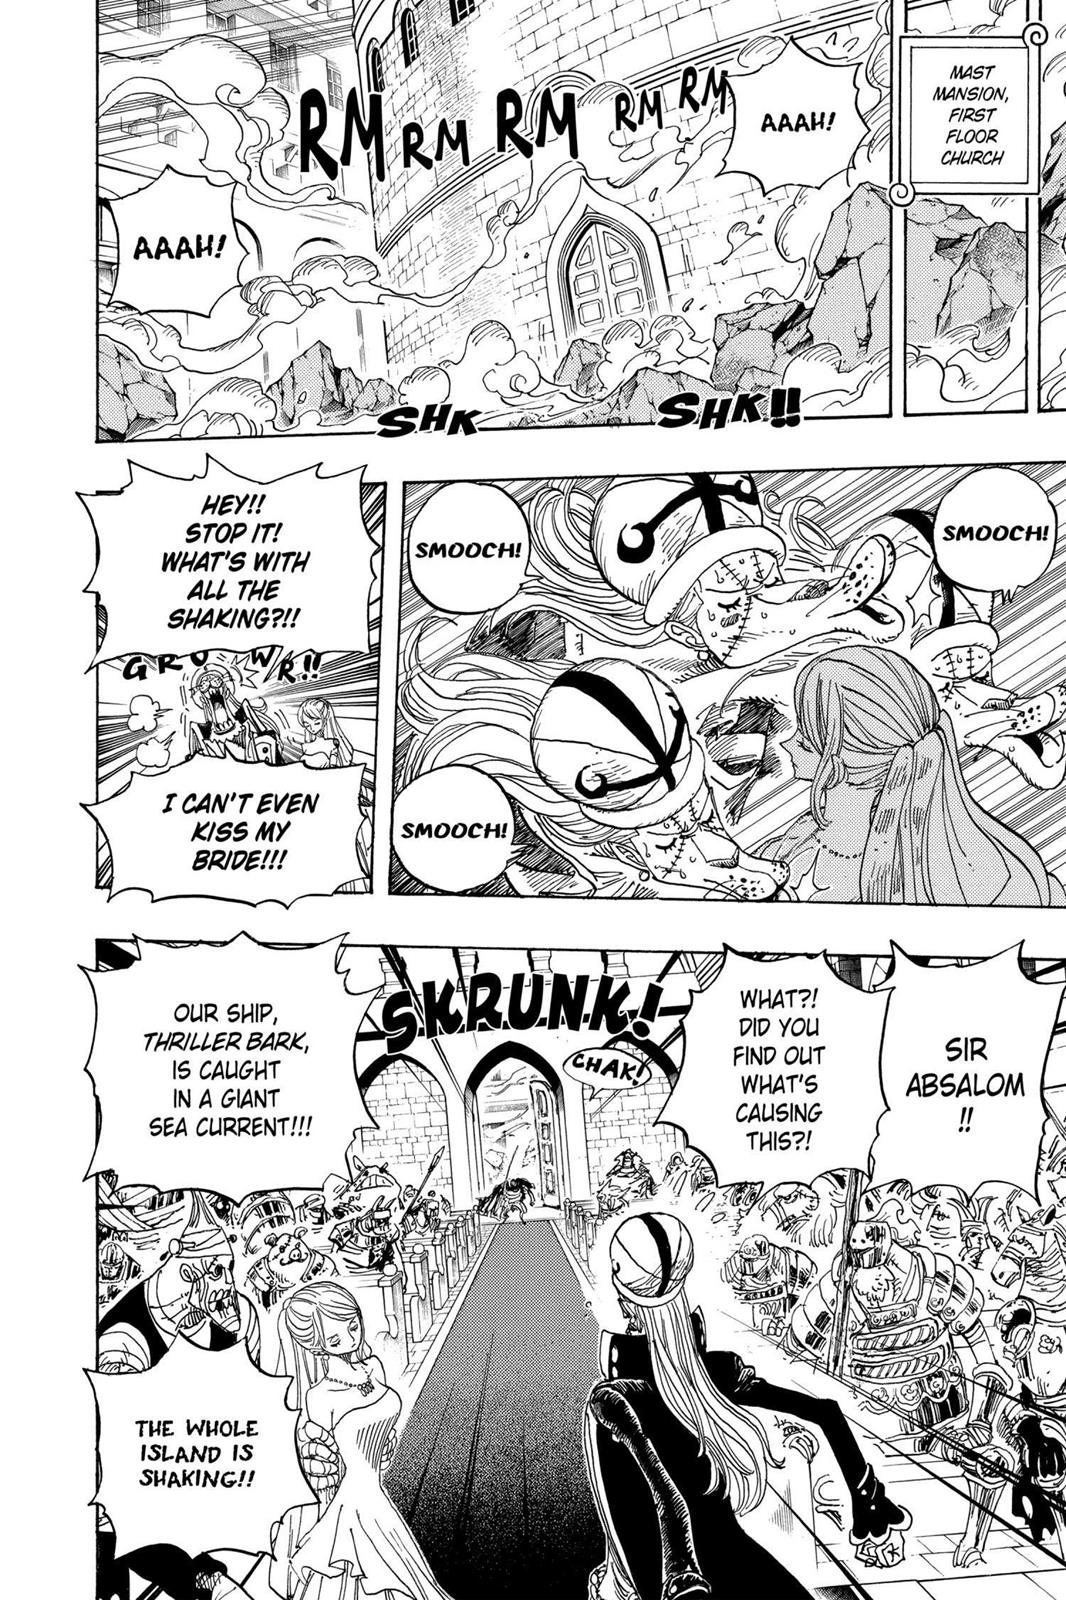 MAST
MANSION,
FIRST
FLOOR
CHURCH
AAAH!
RM RM RM RM RM
AAAH!
SHK!!
SHK
SMOOCH!
SMOOCH!
SMOOCH!
HEY!!
STOP IT!
WHAT'S WITH
ALL THE
SHAKING?!!
I CAN'T EVEN
KISS MY
BRIDE!!!
SIR
ABSALOM
!!
WHAT?!
DID YOU
FIND OUT
WHAT'S
CAUSING
THIS?!
SKRUNK!
CHAK!
OUR SHIP,
THRILLER BARK,
IS CAUGHT
IN A GIANT
SEA CURRENT!!!
THE WHOLE
ISLAND IS
SHAKING!!